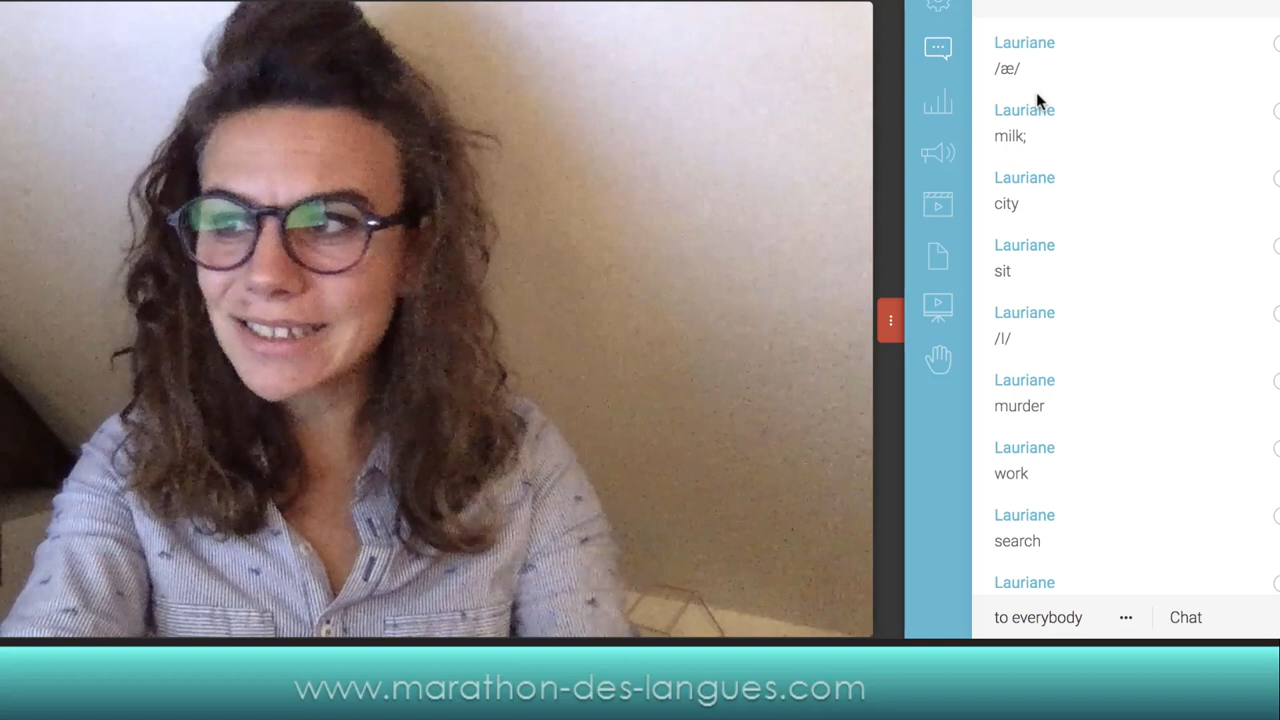 Lauriane
/æ/
Lauriane
milk;
Lauriane
city
Lauriane
sit
Lauriane
/I/
Lauriane
murder
Lauriane
work
Lauriane
search
Lauriane
to everybody ••• Chat
www.marathon-des-langues.com